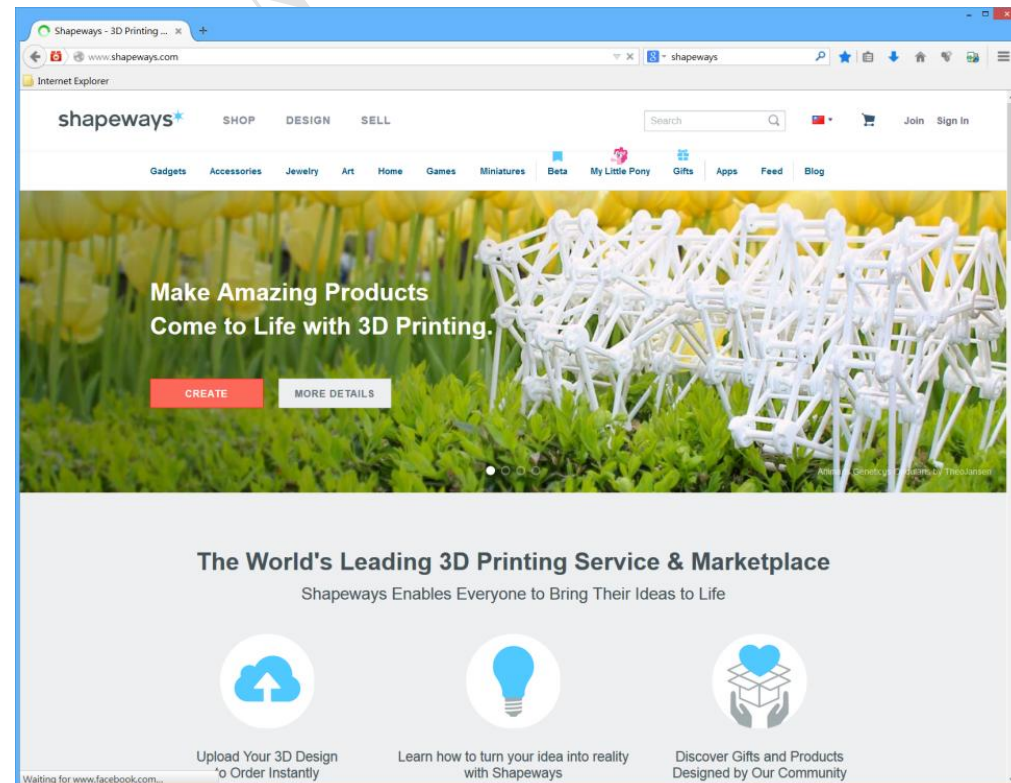 Shapeways - 3D Printing ... × +
www.shapeways.com
shapeways
Internet Explorer
shapeways*
SHOP DESIGN SELL
Search
Join Sign In
Gadgets Accessories Jewelry Art Home Games Miniatures Beta My Little Pony Gifts Apps Feed Blog
Make Amazing Products
Come to Life with 3D Printing.
CREATE MORE DETAILS
by TheoJansen
The World's Leading 3D Printing Service & Marketplace
Shapeways Enables Everyone to Bring Their Ideas to Life
Upload Your 3D Design
to Order Instantly
Learn how to turn your idea into reality
with Shapeways
Discover Gifts and Products
Designed by Our Community
Waiting for www.facebook.com...